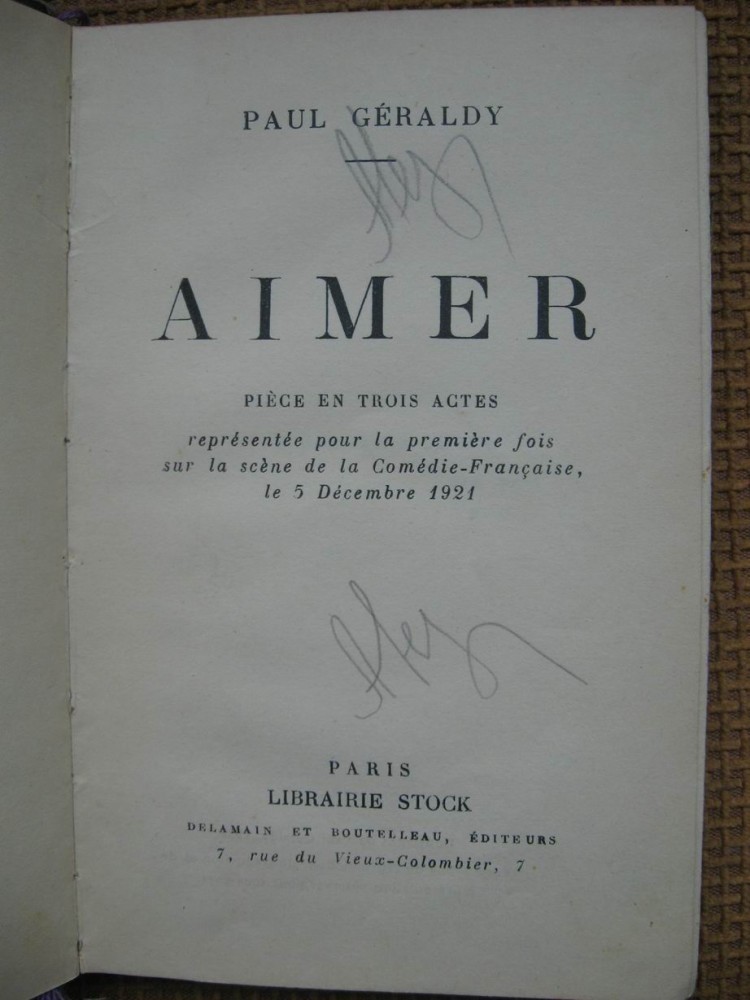 PAUL GÉRALDY
AIMER
PIÈCE EN TROIS ACTES
représentée pour la première fois
sur la scène de la Comédie-Française,
le 5 Décembre 1921
PARIS
LIBRAIRIE STOCK
DELAMAIN ET BOUTELLEAU, ÉDITEURS
7, rue du Vieux-Colombier, 7